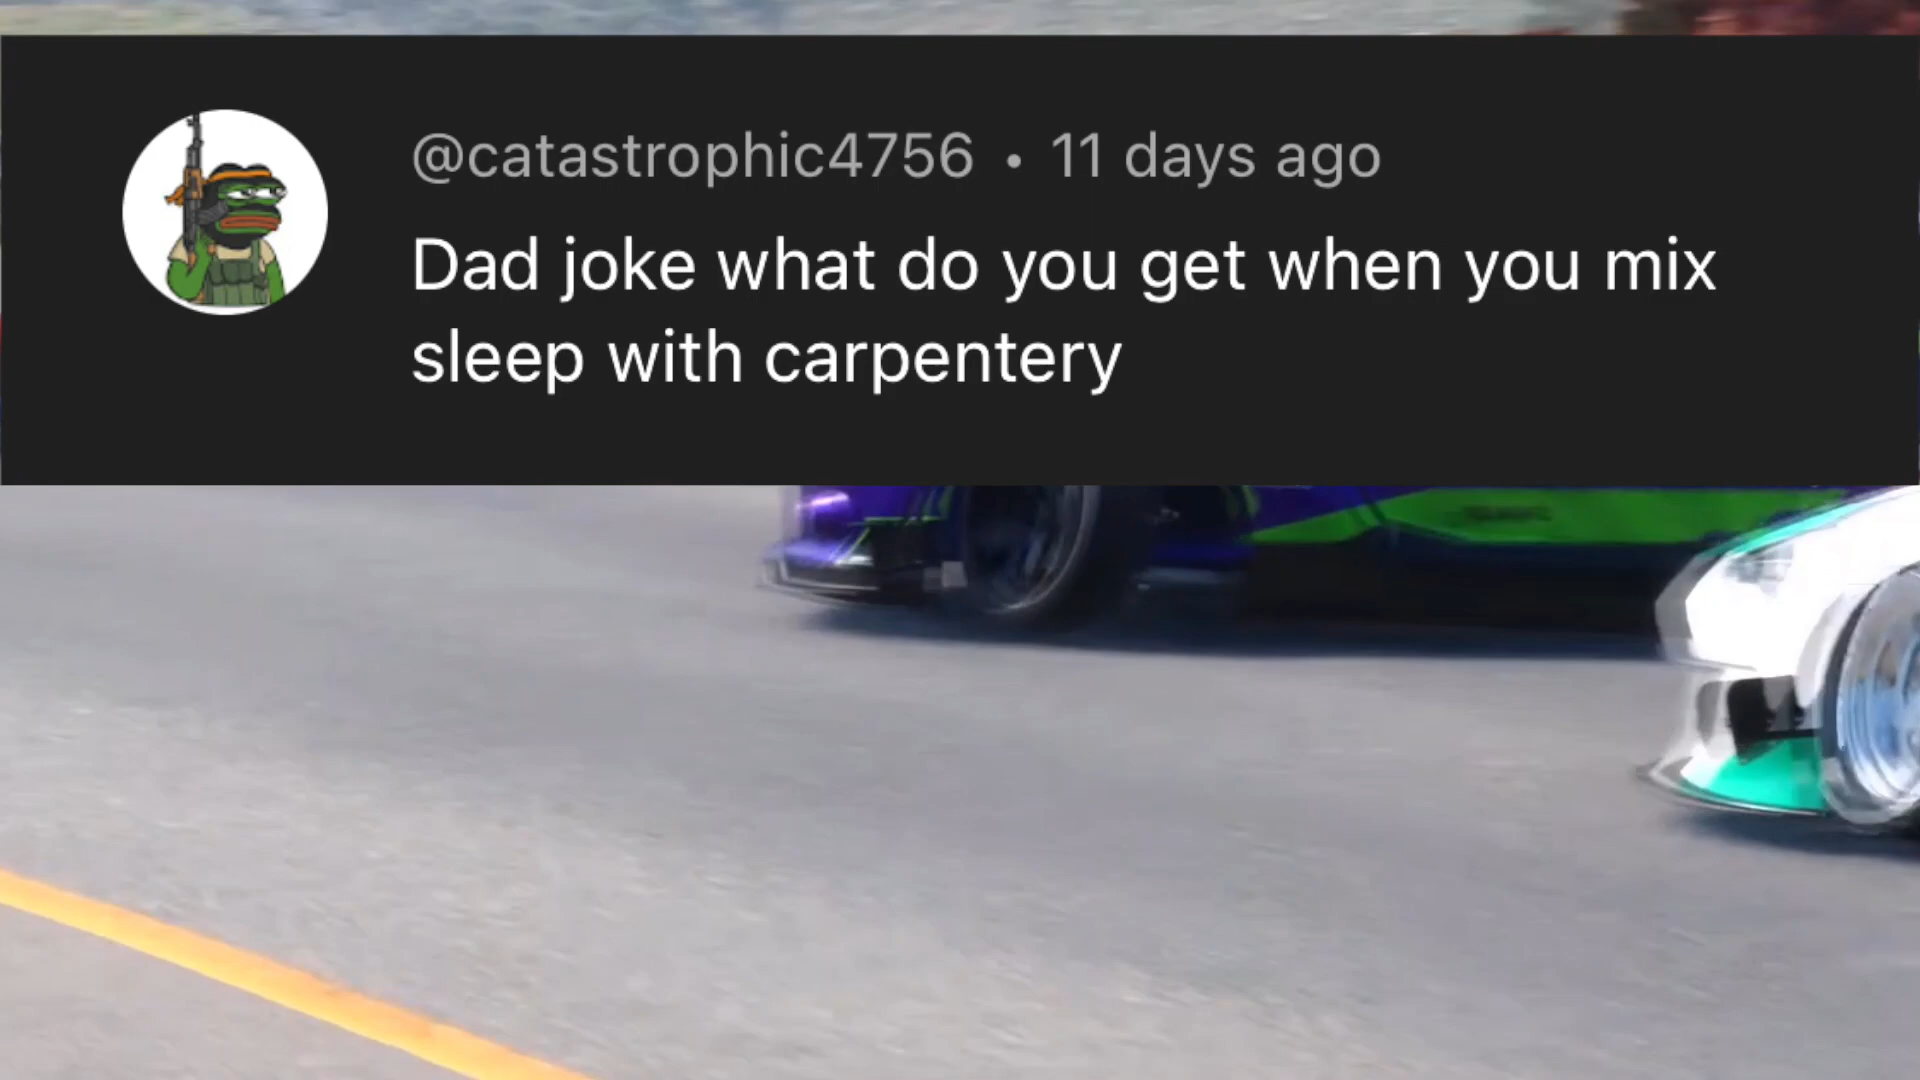 @catastrophic4756 • 11 days ago
Dad joke what do you get when you mix
sleep with carpentery